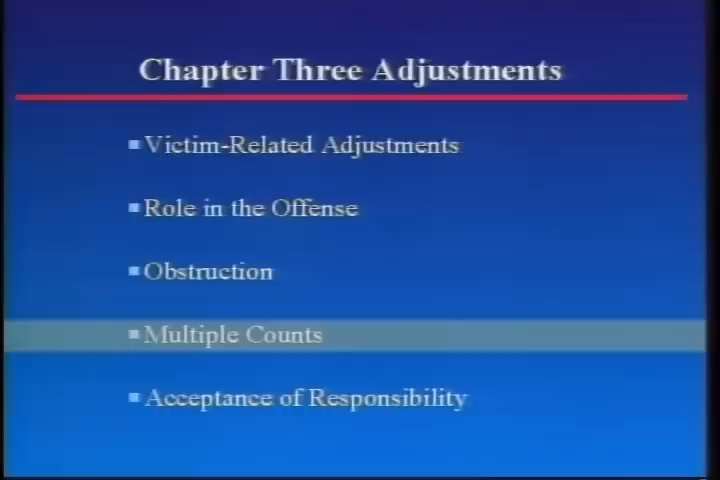 Chapter Three Adjustments
Victim-Related Adjustments
Role in the Offense
Obstruction
Multiple Counts
Acceptance of Responsibility